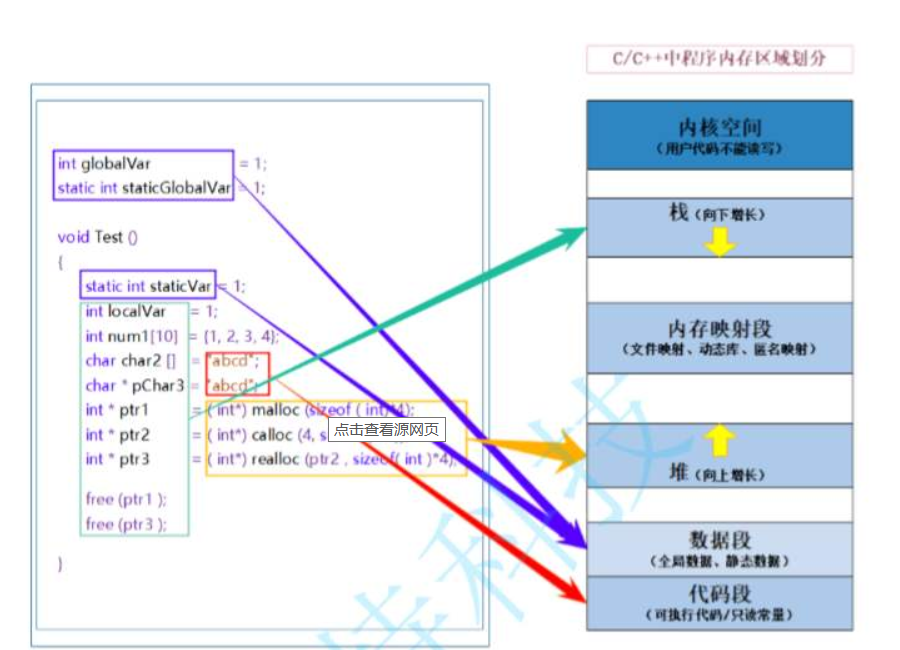 C/C++中程序内存区域划分
int globalVar = 1;
static int staticGlobalVar = 1;
void Test ()
{
static int staticVar = 1;
int localVar = 1;
int num1[10] = {1, 2, 3, 4};
char char2 [] = "abcd";
char * pChar3 = "abcd";
int * ptr1 = ( int*) malloc (sizeof ( int)*4);
int * ptr2 = ( int*) calloc (4, s
点击查看源网页
int * ptr3 = ( int*) realloc (ptr2 , sizeof( int )*4);
free (ptr1 );
free (ptr3 );
}
内核空间
(用户代码不能读写)
栈 (向下增长)
内存映射段
(文件映射、动态库、匿名映射)
堆 (向上增长)
数据段
(全局数据、静态数据)
代码段
(可执行代码/只读常量)
科技